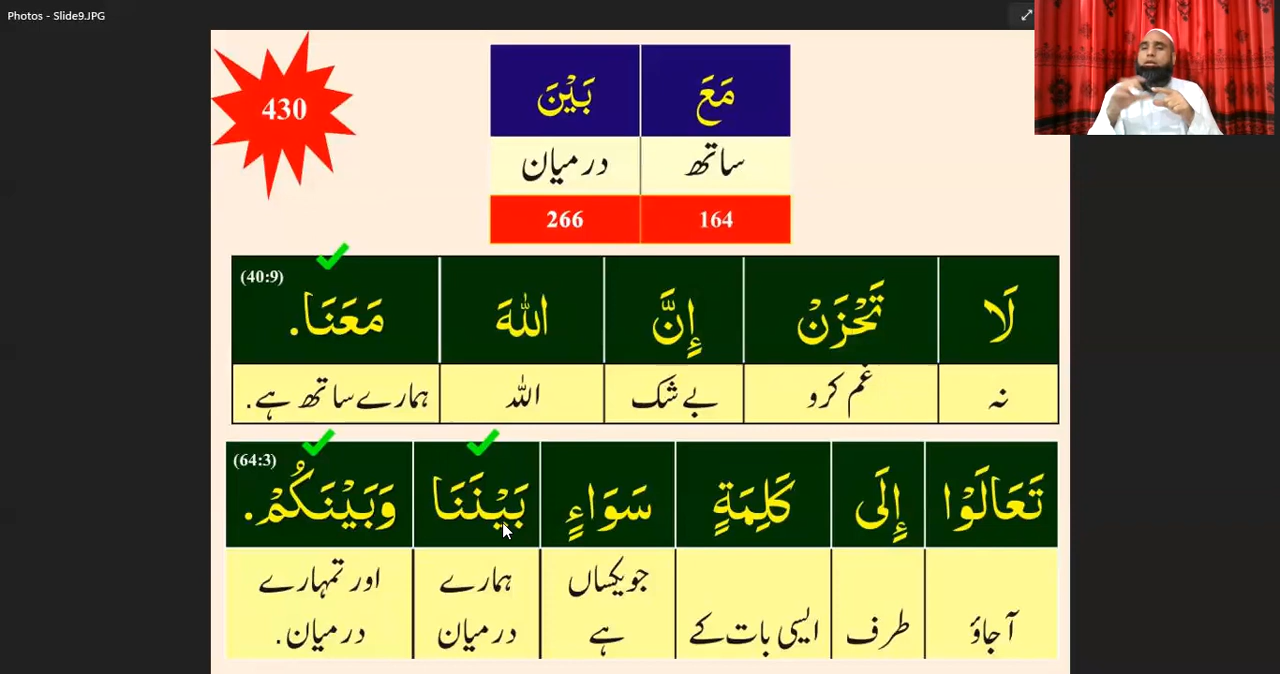 Photos - Slide9.JPG
430
مَعَ بَيْنَ
ساتھ درمیان
164 266
لَا تَحْزَنْ إِنَّ اللّٰهَ مَعَنَا. (40:9)
نہ غم کرو بے شک اللہ ہمارے ساتھ ہے.
تَعَالَوْا إِلَى كَلِمَةٍ سَوَاءٍ بَيْنَنَا وَبَيْنَكُمْ. (64:3)
آجاؤ طرف ایسی بات کے جو یکساں ہے ہمارے درمیان اور تمہارے درمیان.